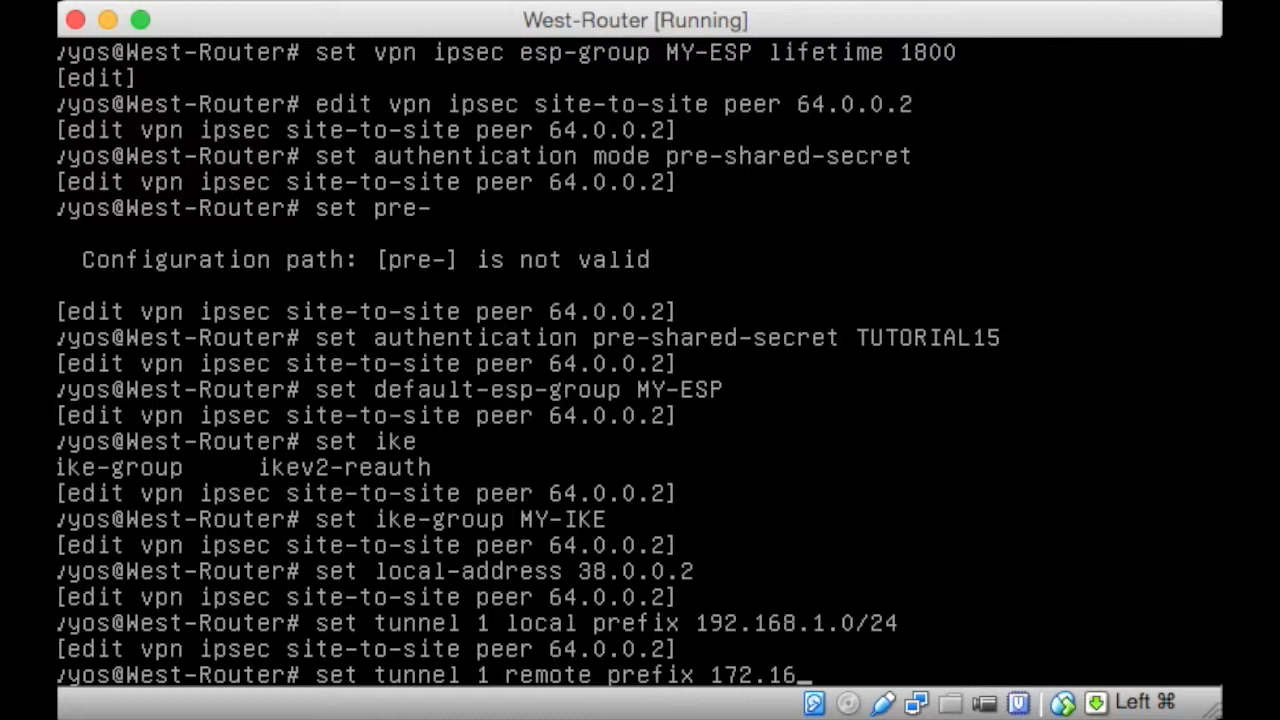 West-Router [Running]
vyos@West-Router# set vpn ipsec esp-group MY-ESP lifetime 1800
[edit]
vyos@West-Router# edit vpn ipsec site-to-site peer 64.0.0.2
[edit vpn ipsec site-to-site peer 64.0.0.2]
vyos@West-Router# set authentication mode pre-shared-secret
[edit vpn ipsec site-to-site peer 64.0.0.2]
vyos@West-Router# set pre-
Configuration path: [pre-] is not valid
[edit vpn ipsec site-to-site peer 64.0.0.2]
vyos@West-Router# set authentication pre-shared-secret TUTORIAL15
[edit vpn ipsec site-to-site peer 64.0.0.2]
vyos@West-Router# set default-esp-group MY-ESP
[edit vpn ipsec site-to-site peer 64.0.0.2]
vyos@West-Router# set ike
ike-group ikev2-reauth
[edit vpn ipsec site-to-site peer 64.0.0.2]
vyos@West-Router# set ike-group MY-IKE
[edit vpn ipsec site-to-site peer 64.0.0.2]
vyos@West-Router# set local-address 38.0.0.2
[edit vpn ipsec site-to-site peer 64.0.0.2]
vyos@West-Router# set tunnel 1 local prefix 192.168.1.0/24
[edit vpn ipsec site-to-site peer 64.0.0.2]
vyos@West-Router# set tunnel 1 remote prefix 172.16_
Left ⌘